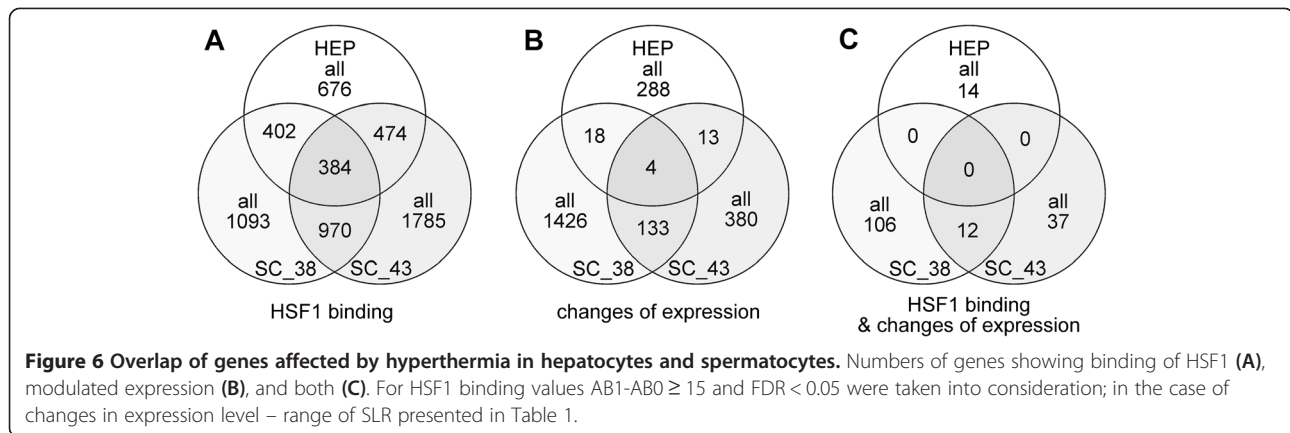 A
HEP
all
676
402
474
384
all
1093
970
all
1785
SC_38
SC_43
HSF1 binding
B
HEP
all
288
18
13
4
all
1426
133
all
380
SC_38
SC_43
changes of expression
C
HEP
all
14
0
0
0
all
106
12
all
37
SC_38
SC_43
HSF1 binding
& changes of expression
Figure 6 Overlap of genes affected by hyperthermia in hepatocytes and spermatocytes. Numbers of genes showing binding of HSF1 (A),
modulated expression (B), and both (C). For HSF1 binding values AB1-AB0 ≥ 15 and FDR < 0.05 were taken into consideration; in the case of
changes in expression level – range of SLR presented in Table 1.